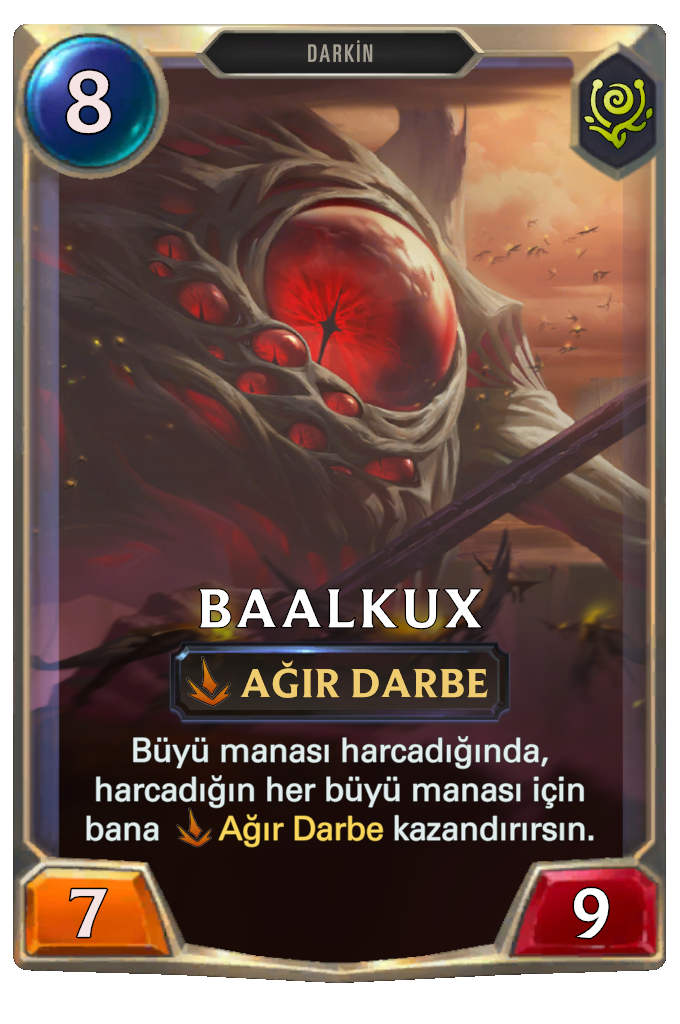 8
DARKİN
BAALKUX
AĞIR DARBE
Büyü manası harcadığında,
harcadığın her büyü manası için
bana Ağır Darbe kazandırırsın.
7
9